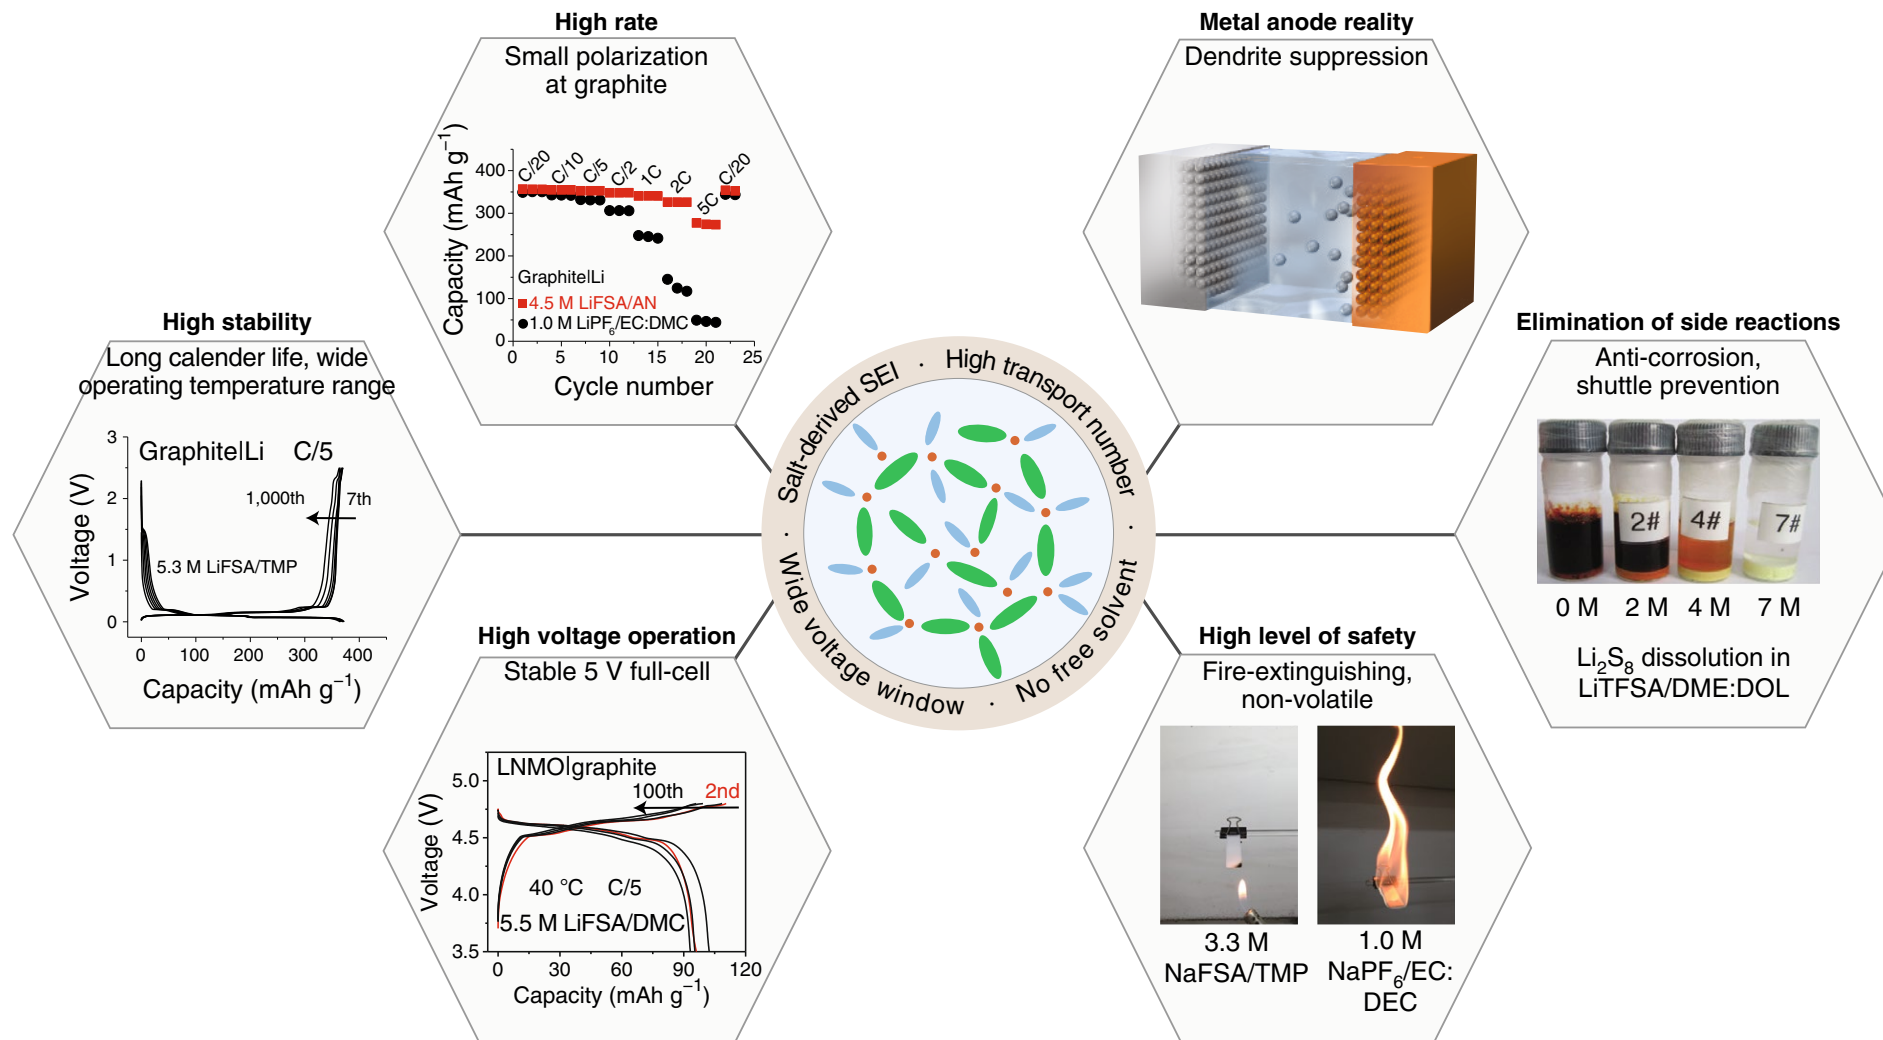 High rate
Small polarization
at graphite
Capacity (mAh g⁻¹)
400
300
200
100
0
C/20
C/10
C/5
C/2
1C
2C
5C
C/20
Graphite|Li
4.5 M LiFSA/AN
1.0 M LiPF₆/EC:DMC
0 5 10 15 20 25
Cycle number
Metal anode reality
Dendrite suppression
High stability
Long calender life, wide
operating temperature range
Voltage (V)
3
2
1
0
Graphite|Li C/5
1,000th 7th
5.3 M LiFSA/TMP
0 100 200 300 400
Capacity (mAh g⁻¹)
Salt-derived SEI · High transport number · No free solvent · Wide voltage window ·
Elimination of side reactions
Anti-corrosion,
shuttle prevention
2# 4# 7#
0 M 2 M 4 M 7 M
Li₂S₈ dissolution in
LiTFSA/DME:DOL
High voltage operation
Stable 5 V full-cell
Voltage (V)
5.0
4.5
4.0
3.5
LNMO|graphite
100th 2nd
40 °C C/5
5.5 M LiFSA/DMC
0 30 60 90 120
Capacity (mAh g⁻¹)
High level of safety
Fire-extinguishing,
non-volatile
3.3 M
NaFSA/TMP
1.0 M
NaPF₆/EC:
DEC